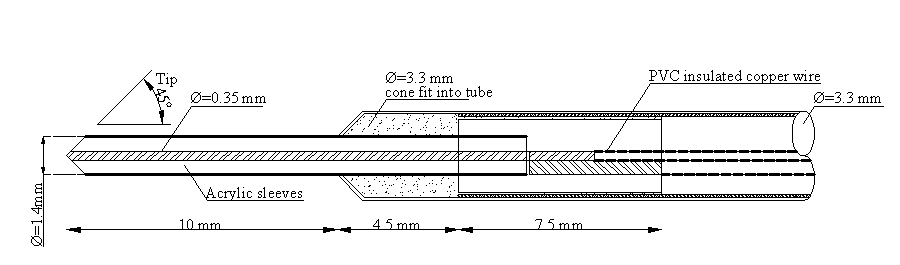 Tip
45°
Ø=0.35 mm
Ø=3.3 mm
cone fit into tube
PVC insulated copper wire
Ø=3.3 mm
Acrylic sleeves
Ø=1.4mm
10 mm
4.5 mm
7.5 mm